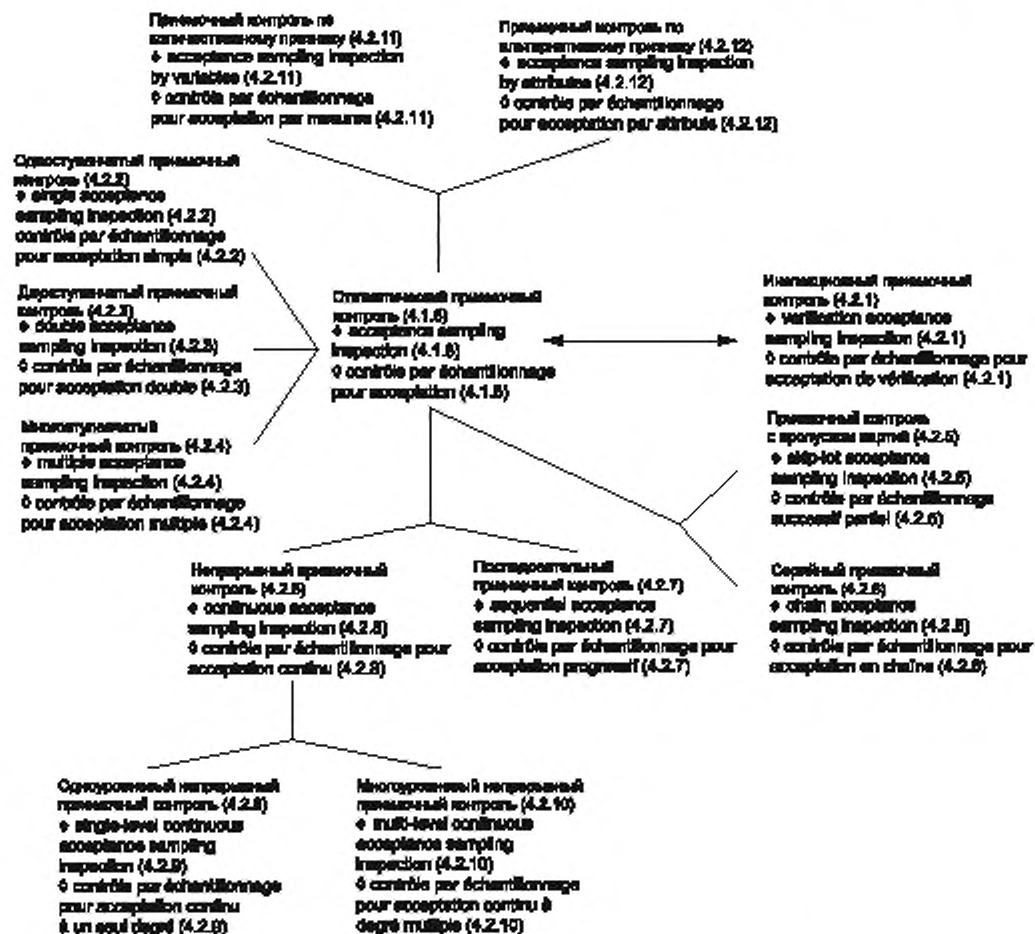 Приемочный контроль по
количественному признаку (4.2.11)
♦ acceptance sampling inspection
by variables (4.2.11)
◊ contrôle par échantillonnage
pour acceptation par mesures (4.2.11)
Приемочный контроль по
альтернативному признаку (4.2.12)
♦ acceptance sampling inspection
by attributes (4.2.12)
◊ contrôle par échantillonnage
pour acceptation par attributs (4.2.12)
Одноступенчатый приемочный
контроль (4.2.2)
♦ single acceptance
sampling inspection (4.2.2)
contrôle par échantillonnage
pour acceptation simple (4.2.2)
Двухступенчатый приемочный
контроль (4.2.3)
♦ double acceptance
sampling inspection (4.2.3)
◊ contrôle par échantillonnage
pour acceptation double (4.2.3)
Многоступенчатый
приемочный контроль (4.2.4)
♦ multiple acceptance
sampling inspection (4.2.4)
◊ contrôle par échantillonnage
pour acceptation multiple (4.2.4)
Статистический приемочный
контроль
♦ acceptance sampling
inspection
◊ contrôle par échantillonnage
pour acceptation
Инспекционный приемочный
контроль (4.2.1)
♦ verification acceptance
sampling inspection (4.2.1)
◊ contrôle par échantillonnage pour
acceptation de vérification (4.2.1)
Приемочный контроль
с пропуском партий (4.2.5)
♦ skip-lot acceptance
sampling inspection (4.2.5)
◊ contrôle par échantillonnage
successif partiel (4.2.5)
Непрерывный приемочный
контроль
♦ continuous acceptance
sampling inspection (4.2.8)
◊ contrôle par échantillonnage pour
acceptation continu (4.2.8)
Последовательный
приемочный контроль (4.2.7)
♦ sequential acceptance
sampling inspection (4.2.7)
◊ contrôle par échantillonnage pour
acceptation progressif (4.2.7)
Серийный приемочный
контроль (4.2.6)
♦ chain acceptance
sampling inspection (4.2.6)
◊ contrôle par échantillonnage pour
acceptation en chaîne (4.2.6)
Одноуровневый непрерывный
приемочный контроль (4.2.9)
♦ single-level continuous
acceptance sampling
inspection (4.2.9)
◊ contrôle par échantillonnage
pour acceptation continu
à un seul degré (4.2.9)
Многоуровневый непрерывный
приемочный контроль (4.2.10)
♦ multi-level continuous
acceptance sampling
inspection (4.2.10)
◊ contrôle par échantillonnage
pour acceptation continu à
degré multiple (4.2.10)